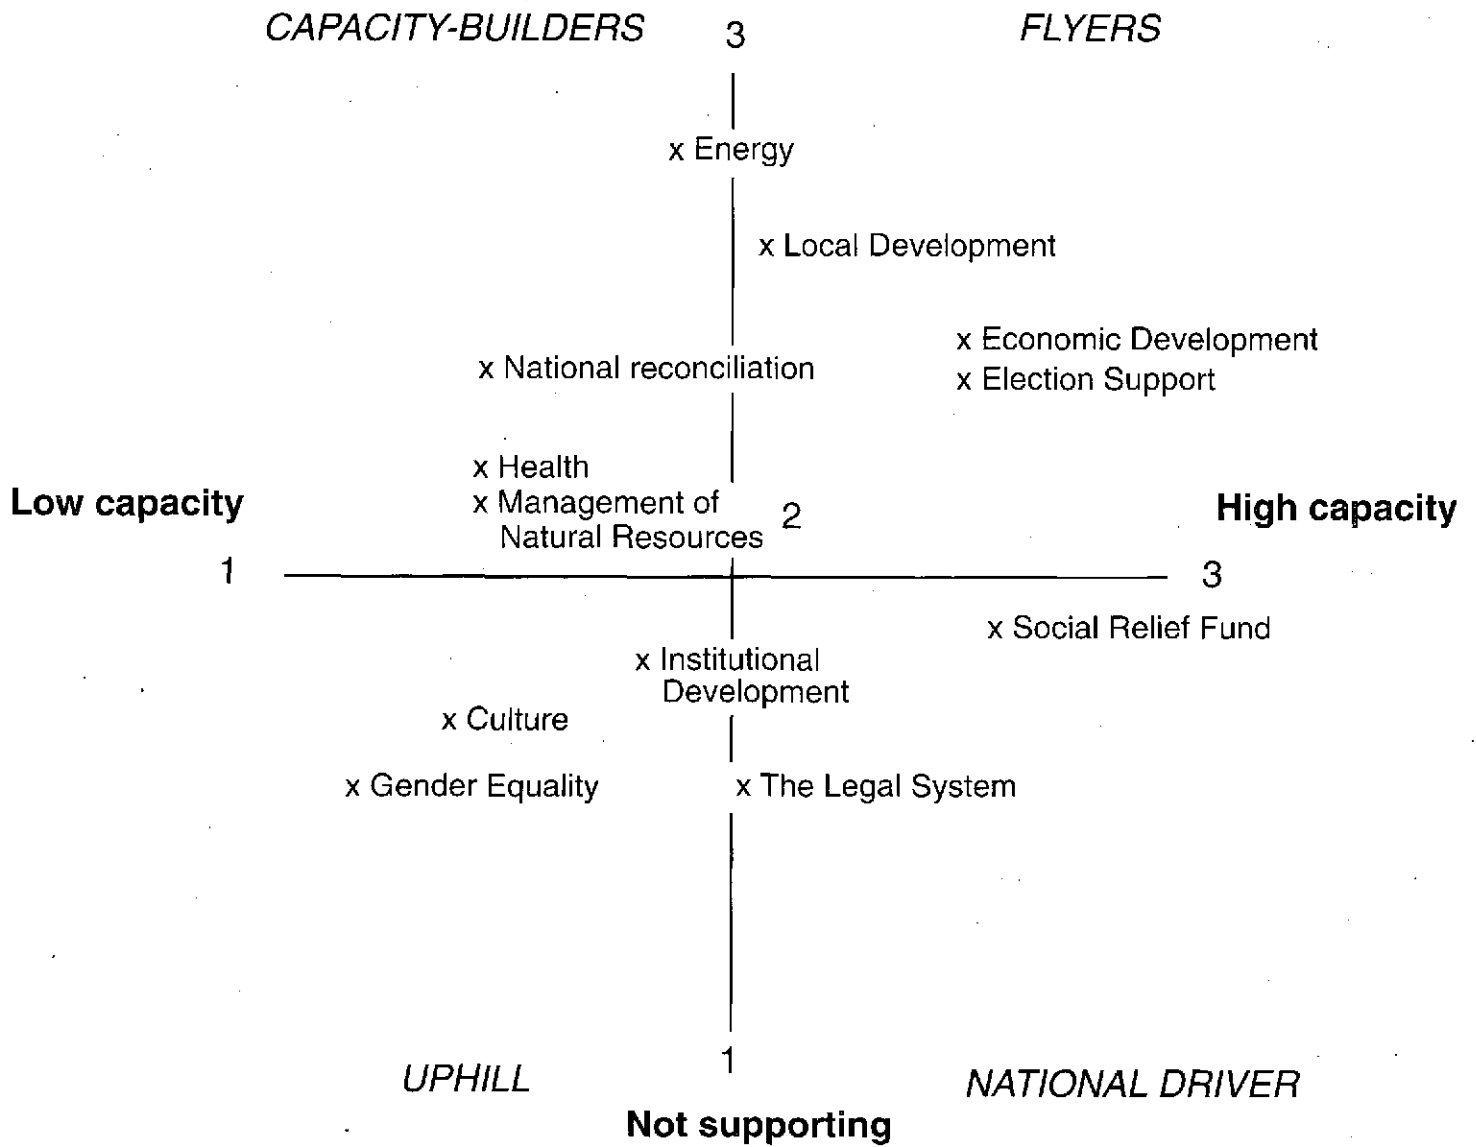 CAPACITY-BUILDERS 3 FLYERS
x Energy
x Local Development
x Economic Development
x National reconciliation
x Election Support
x Health
Low capacity
x Management of
Natural Resources
2
High capacity
1
3
x Social Relief Fund
x Institutional
Development
x Culture
x Gender Equality
x The Legal System
1
UPHILL
NATIONAL DRIVER
Not supporting